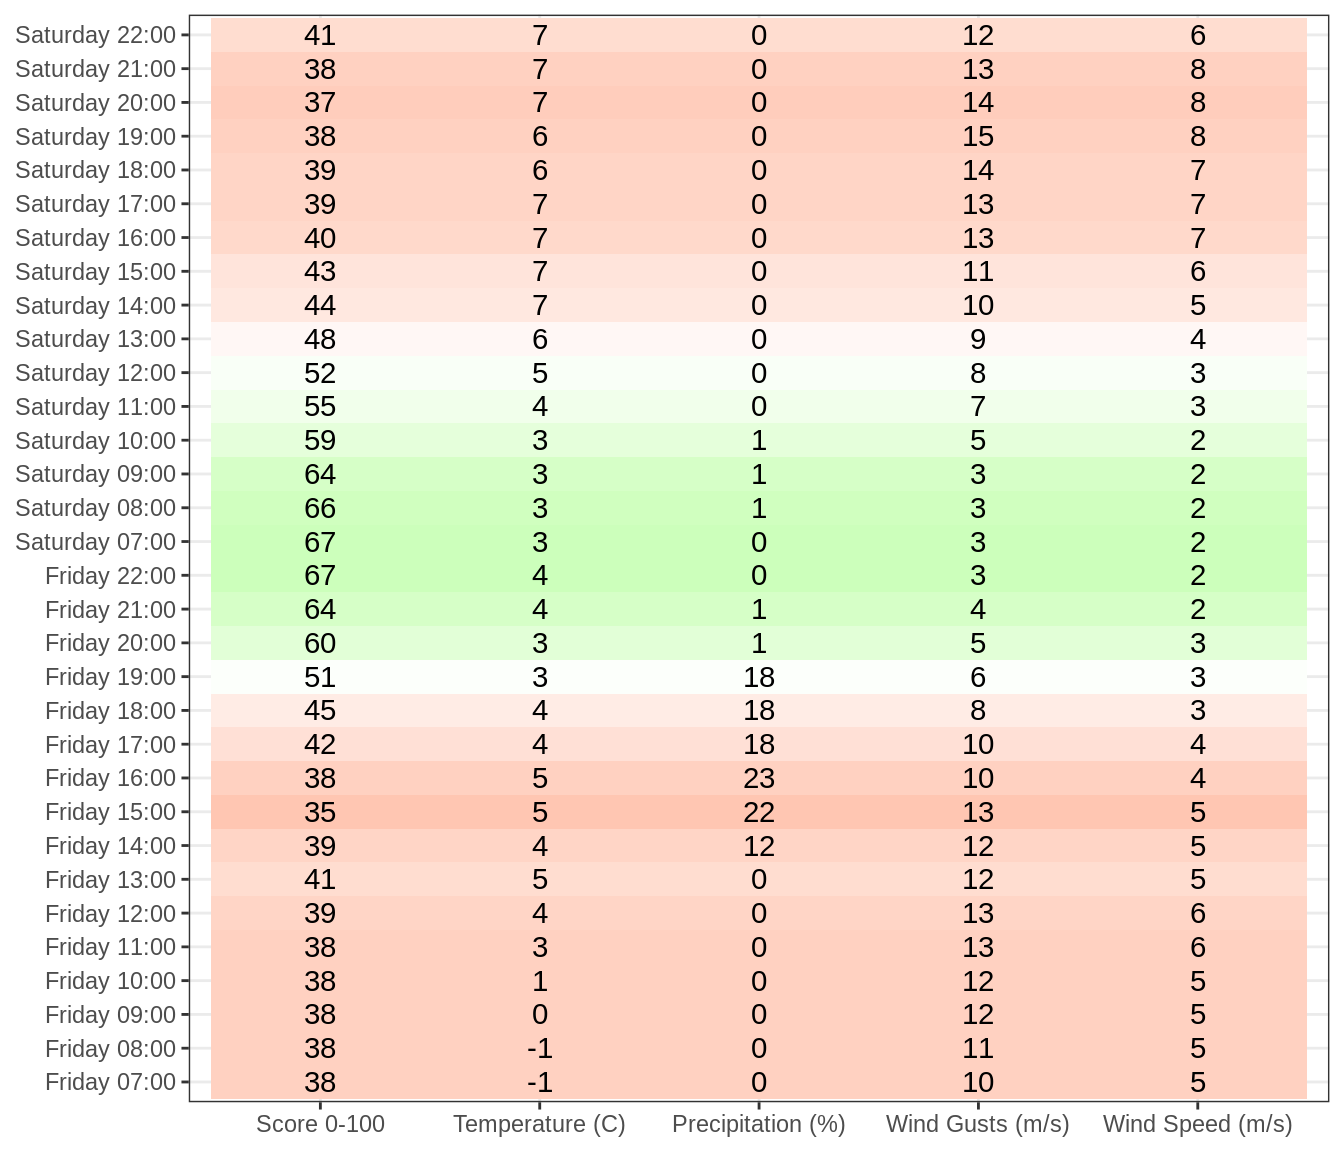 Saturday 22:00 41 7 0 12 6
Saturday 21:00 38 7 0 13 8
Saturday 20:00 37 7 0 14 8
Saturday 19:00 38 6 0 15 8
Saturday 18:00 39 6 0 14 7
Saturday 17:00 39 7 0 13 7
Saturday 16:00 40 7 0 13 7
Saturday 15:00 43 7 0 11 6
Saturday 14:00 44 7 0 10 5
Saturday 13:00 48 6 0 9 4
Saturday 12:00 52 5 0 8 3
Saturday 11:00 55 4 0 7 3
Saturday 10:00 59 3 1 5 2
Saturday 09:00 64 3 1 3 2
Saturday 08:00 66 3 1 3 2
Saturday 07:00 67 3 0 3 2
Friday 22:00 67 4 0 3 2
Friday 21:00 64 4 1 4 2
Friday 20:00 60 3 1 5 3
Friday 19:00 51 3 18 6 3
Friday 18:00 45 4 18 8 3
Friday 17:00 42 4 18 10 4
Friday 16:00 38 5 23 10 4
Friday 15:00 35 5 22 13 5
Friday 14:00 39 4 12 12 5
Friday 13:00 41 5 0 12 5
Friday 12:00 39 4 0 13 6
Friday 11:00 38 3 0 13 6
Friday 10:00 38 1 0 12 5
Friday 09:00 38 0 0 12 5
Friday 08:00 38 -1 0 11 5
Friday 07:00 38 -1 0 10 5
Score 0-100 Temperature (C) Precipitation (%) Wind Gusts (m/s) Wind Speed (m/s)